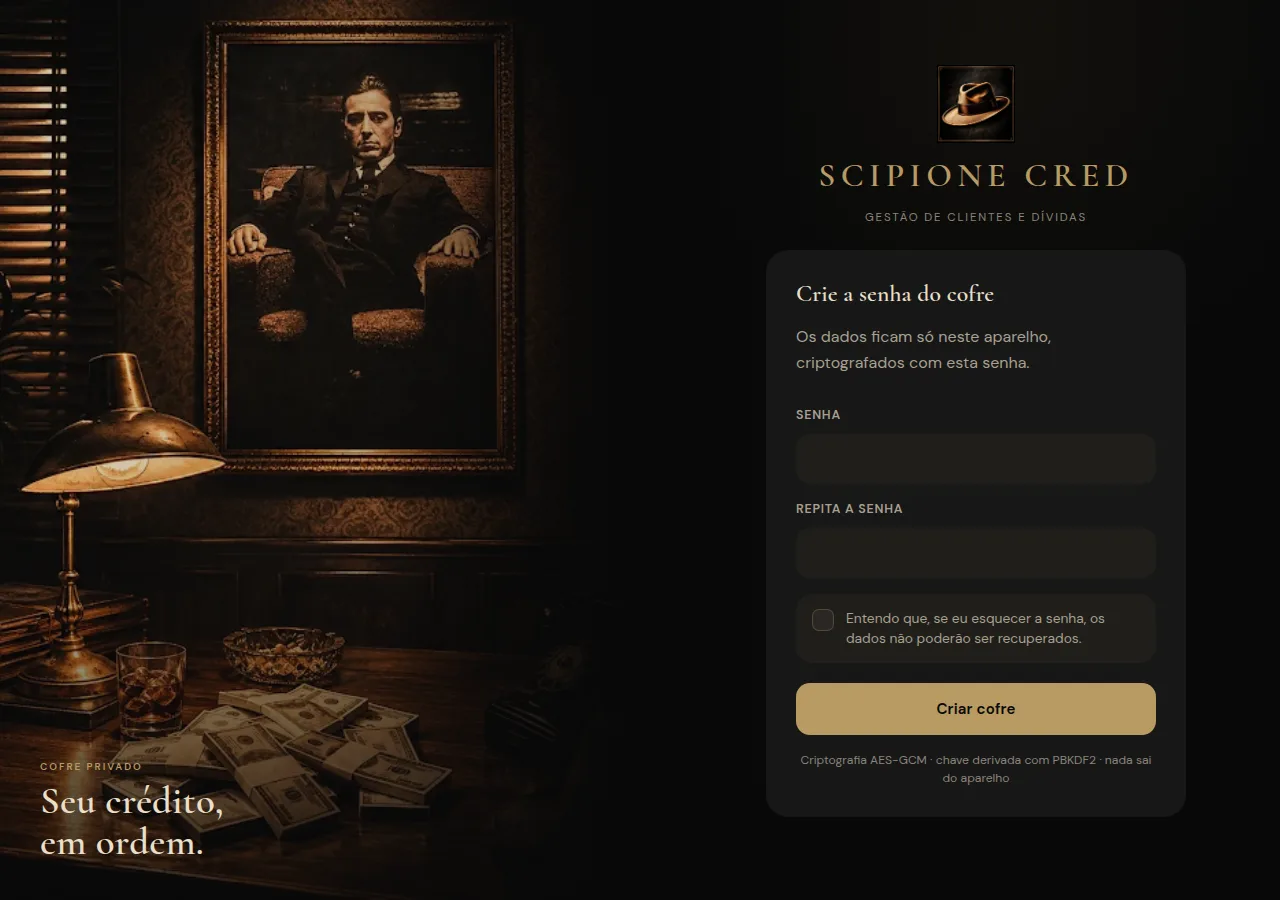 COFRE PRIVADO
Seu crédito,
em ordem.
SCIPIONE CRED
GESTÃO DE CLIENTES E DÍVIDAS
Crie a senha do cofre
Os dados ficam só neste aparelho,
criptografados com esta senha.
SENHA
REPITA A SENHA
Entendo que, se eu esquecer a senha, os
dados não poderão ser recuperados.
Criar cofre
Criptografia AES-GCM · chave derivada com PBKDF2 · nada sai
do aparelho